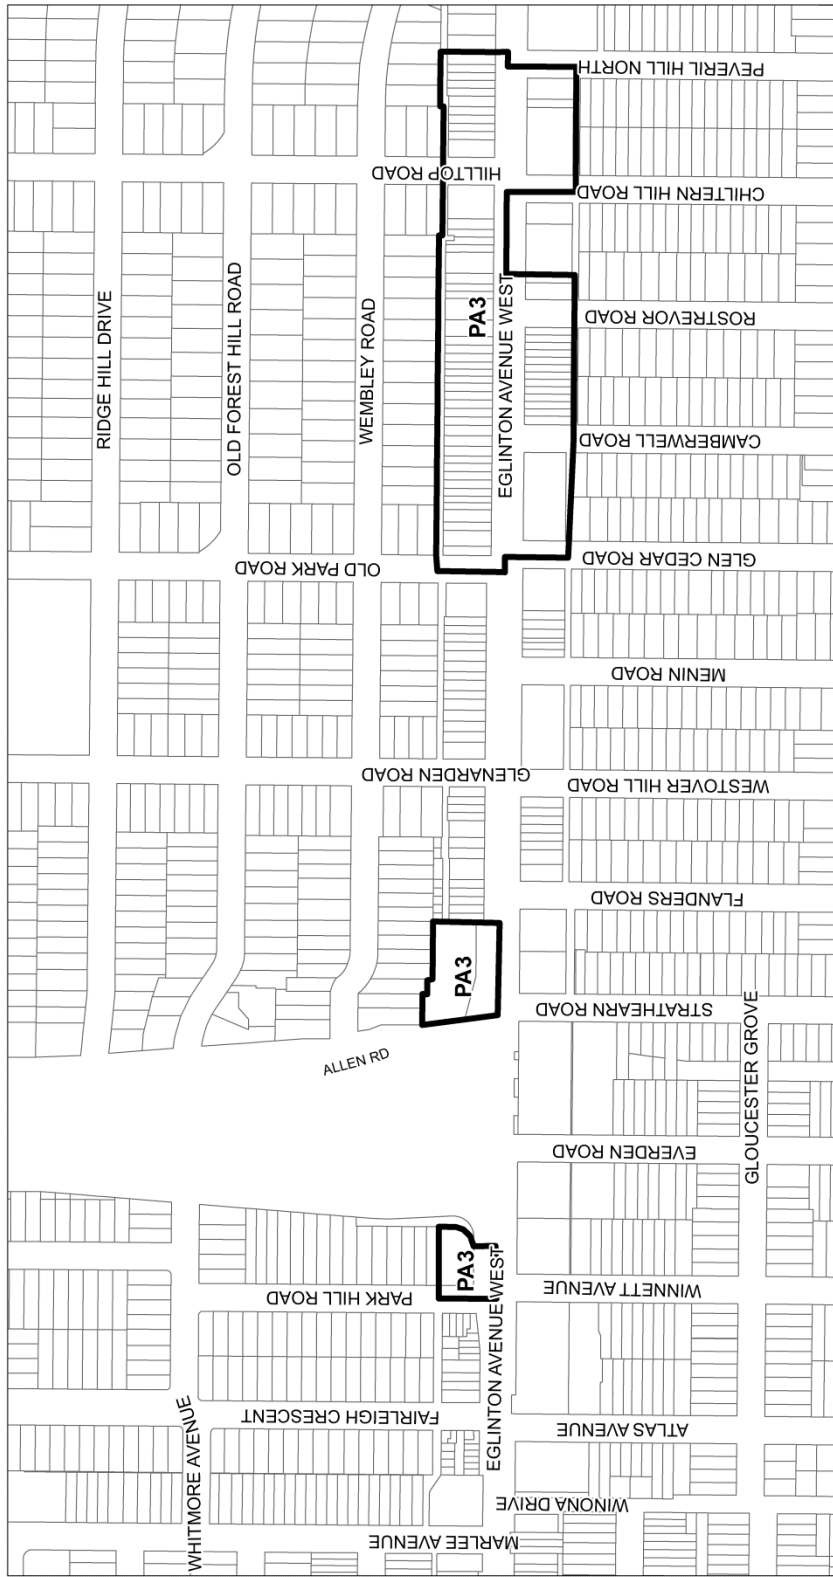 PEVERIL HILL NORTH
HILLTOP ROAD
CHILTERN HILL ROAD
RIDGE HILL DRIVE
OLD FOREST HILL ROAD
WEMBLEY ROAD
PA3
EGLINTON AVENUE WEST
ROSTREVOR ROAD
CAMBERWELL ROAD
GLEN CEDAR ROAD
OLD PARK ROAD
MENIN ROAD
GLENARDEN ROAD
WESTOVER HILL ROAD
FLANDERS ROAD
PA3
STRATHEARN ROAD
ALLEN RD
GLOUCESTER GROVE
EVERDEN ROAD
PA3
PARK HILL ROAD
WINNETT AVENUE
EGLINTON AVENUE WEST
FAIRLEIGH CRESCENT
ATLAS AVENUE
WHITMORE AVENUE
WINONA DRIVE
MARLEE AVENUE